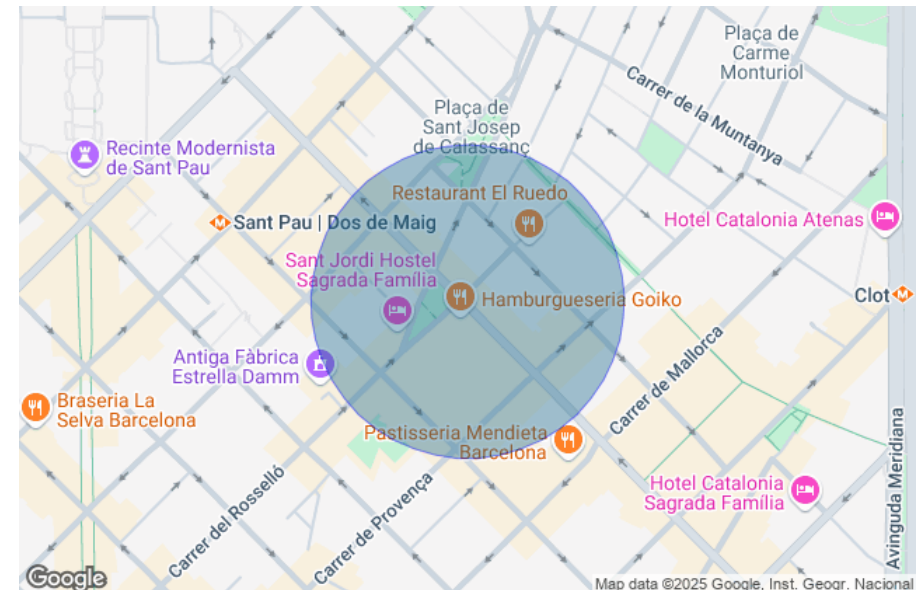 Plaça de
Carme
Monturiol
Carrer de la Muntanya
Plaça de
Sant Josep
de Calassanç
Recinte Modernista
de Sant Pau
Restaurant El Ruedo
Sant Pau | Dos de Maig
Hotel Catalonia Atenas
Sant Jordi Hostel
Sagrada Família
Hamburgueseria Goiko
Clot
Antiga Fàbrica
Estrella Damm
Carrer de Mallorca
Braseria La
Selva Barcelona
Pastisseria Mendieta
Barcelona
Avinguda Meridiana
Carrer del Rosselló
Carrer de Provença
Hotel Catalonia
Sagrada Família
Google
Map data ©2025 Google, Inst. Geogr. Nacional